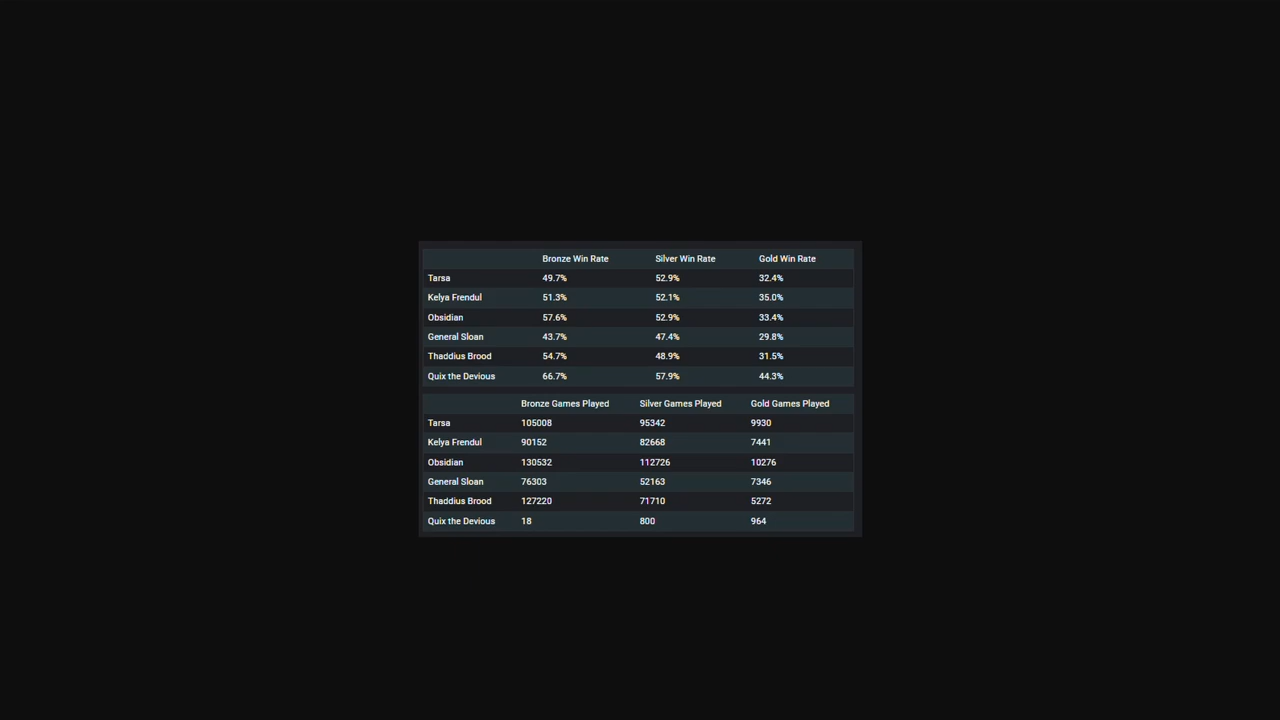 Bronze Win Rate Silver Win Rate Gold Win Rate
Tarsa 49.7% 52.9% 32.4%
Kelya Frendul 51.3% 52.1% 35.0%
Obsidian 57.6% 52.9% 33.4%
General Sloan 43.7% 47.4% 29.8%
Thaddius Brood 54.7% 48.9% 31.5%
Quix the Devious 66.7% 57.9% 44.3%
Bronze Games Played Silver Games Played Gold Games Played
Tarsa 105008 95342 9930
Kelya Frendul 90152 82668 7441
Obsidian 130532 112726 10276
General Sloan 76303 52163 7346
Thaddius Brood 127220 71710 5272
Quix the Devious 18 800 964